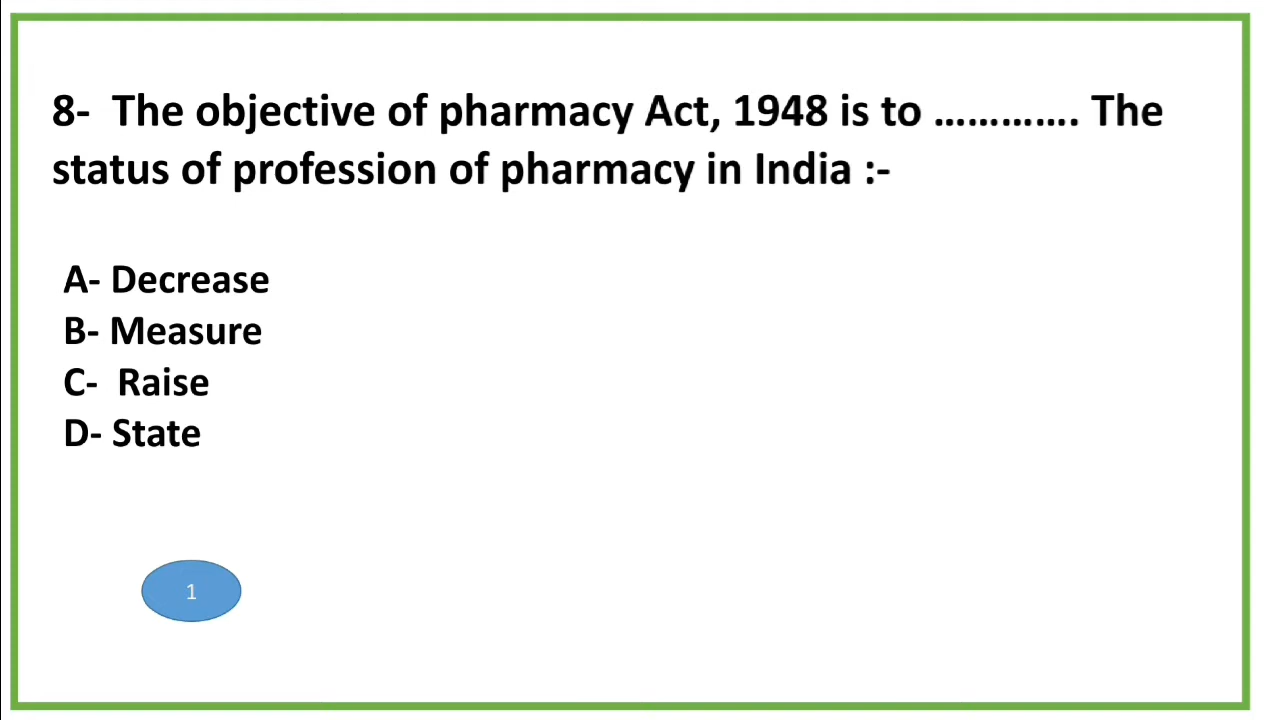 8-  The objective of pharmacy Act, 1948 is to …………. The
status of profession of pharmacy in India :-
A- Decrease
B- Measure
C-  Raise
D- State
1